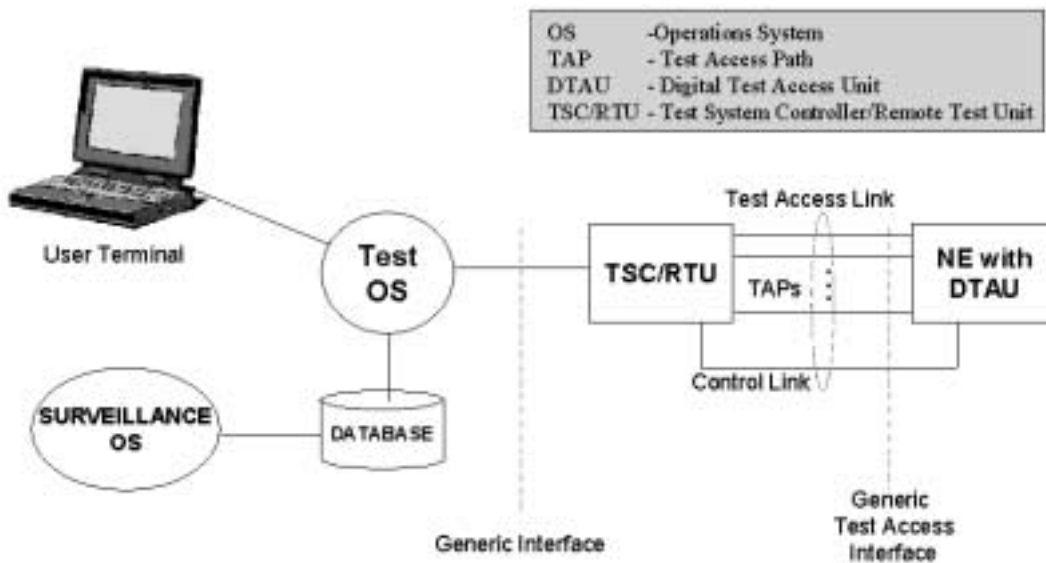 OS -Operations System
TAP - Test Access Path
DTAU - Digital Test Access Unit
TSC/RTU - Test System Controller/Remote Test Unit
User Terminal
Test
OS
SURVEILLANCE
OS
DATABASE
Generic Interface
TSC/RTU
Test Access Link
TAPs
Control Link
NE with
DTAU
Generic
Test Access
Interface